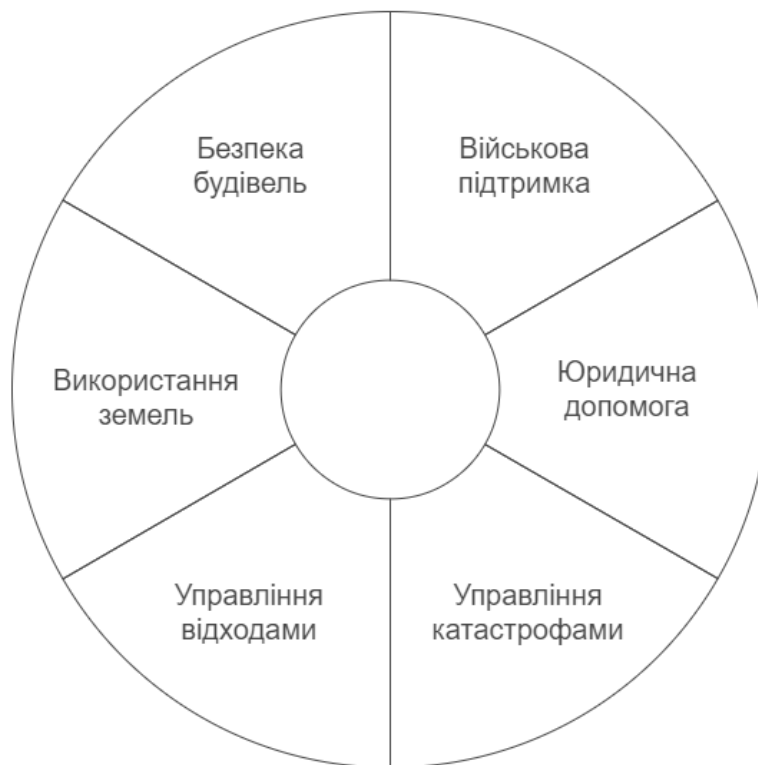 Безпека
будівель
Військова
підтримка
Використання
земель
Юридична
допомога
Управління
відходами
Управління
катастрофами